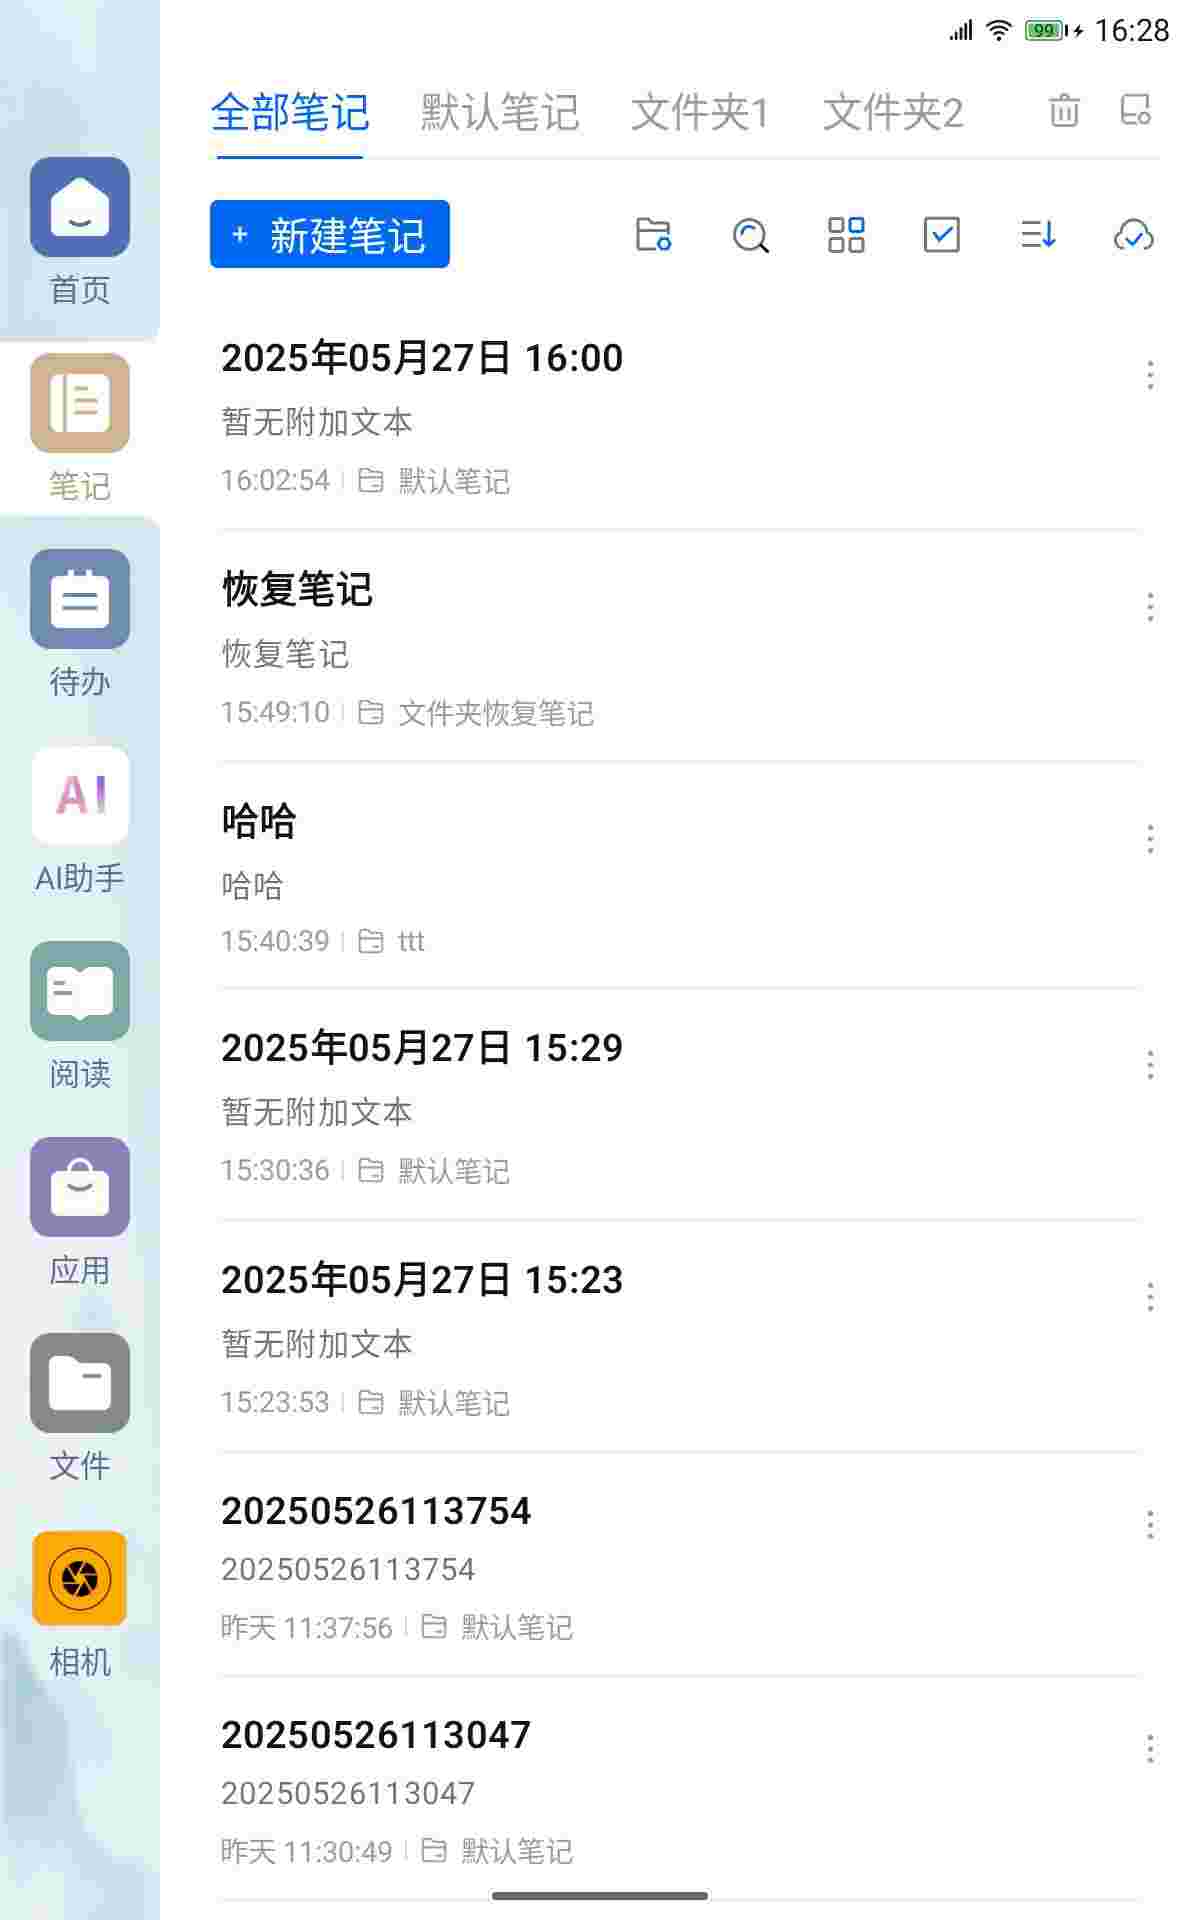 99 16:28
全部笔记 默认笔记 文件夹1 文件夹2
+ 新建笔记
首页
笔记
待办
AI
AI助手
阅读
应用
文件
相机
2025年05月27日 16:00
暂无附加文本
16:02:54 默认笔记
恢复笔记
恢复笔记
15:49:10 文件夹恢复笔记
哈哈
哈哈
15:40:39 ttt
2025年05月27日 15:29
暂无附加文本
15:30:36 默认笔记
2025年05月27日 15:23
暂无附加文本
15:23:53 默认笔记
20250526113754
20250526113754
昨天 11:37:56 默认笔记
20250526113047
20250526113047
昨天 11:30:49 默认笔记